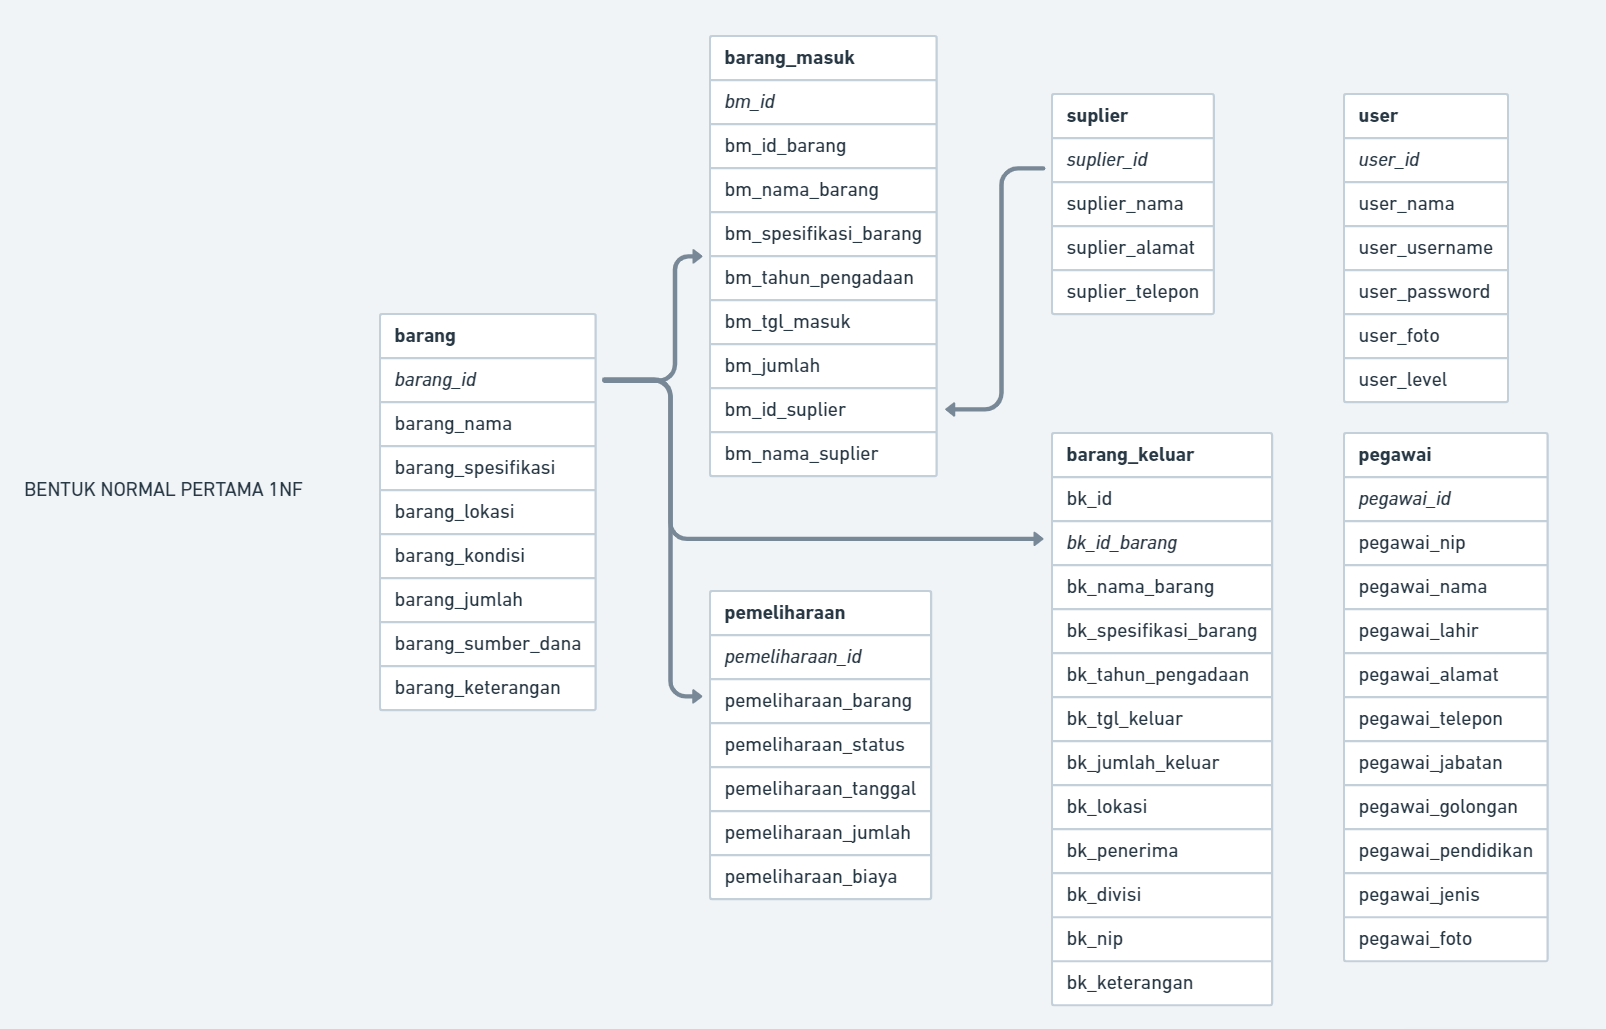 BENTUK NORMAL PERTAMA 1NF
barang
barang_id
barang_nama
barang_spesifikasi
barang_lokasi
barang_kondisi
barang_jumlah
barang_sumber_dana
barang_keterangan
barang_masuk
bm_id
bm_id_barang
bm_nama_barang
bm_spesifikasi_barang
bm_tahun_pengadaan
bm_tgl_masuk
bm_jumlah
bm_id_suplier
bm_nama_suplier
pemeliharaan
pemeliharaan_id
pemeliharaan_barang
pemeliharaan_status
pemeliharaan_tanggal
pemeliharaan_jumlah
pemeliharaan_biaya
suplier
suplier_id
suplier_nama
suplier_alamat
suplier_telepon
barang_keluar
bk_id
bk_id_barang
bk_nama_barang
bk_spesifikasi_barang
bk_tahun_pengadaan
bk_tgl_keluar
bk_jumlah_keluar
bk_lokasi
bk_penerima
bk_divisi
bk_nip
bk_keterangan
user
user_id
user_nama
user_username
user_password
user_foto
user_level
pegawai
pegawai_id
pegawai_nip
pegawai_nama
pegawai_lahir
pegawai_alamat
pegawai_telepon
pegawai_jabatan
pegawai_golongan
pegawai_pendidikan
pegawai_jenis
pegawai_foto